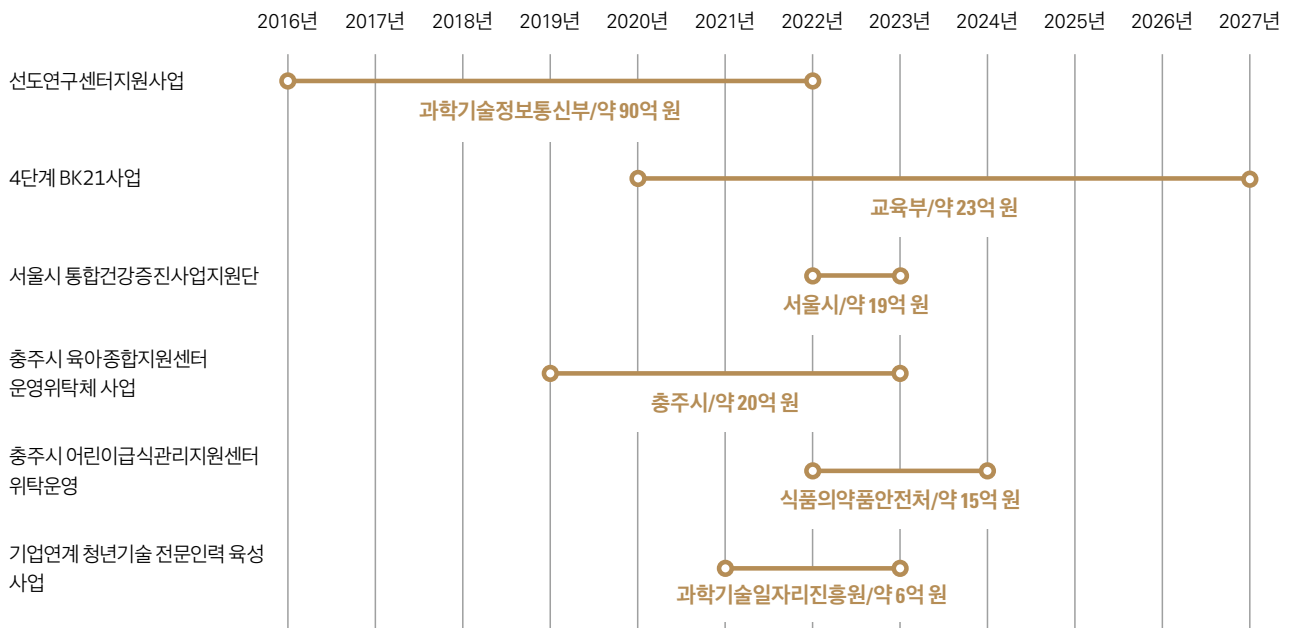 2016년 2017년 2018년 2019년 2020년 2021년 2022년 2023년 2024년 2025년 2026년 2027년
선도연구센터지원사업
과학기술정보통신부/약 90억 원
4단계 BK21사업
교육부/약 23억 원
서울시 통합건강증진사업지원단
서울시/약 19억 원
충주시 육아종합지원센터
운영위탁체 사업
충주시/약 20억 원
충주시 어린이급식관리지원센터
위탁운영
식품의약품안전처/약 15억 원
기업연계 청년기술 전문인력 육성
사업
과학기술일자리진흥원/약 6억 원